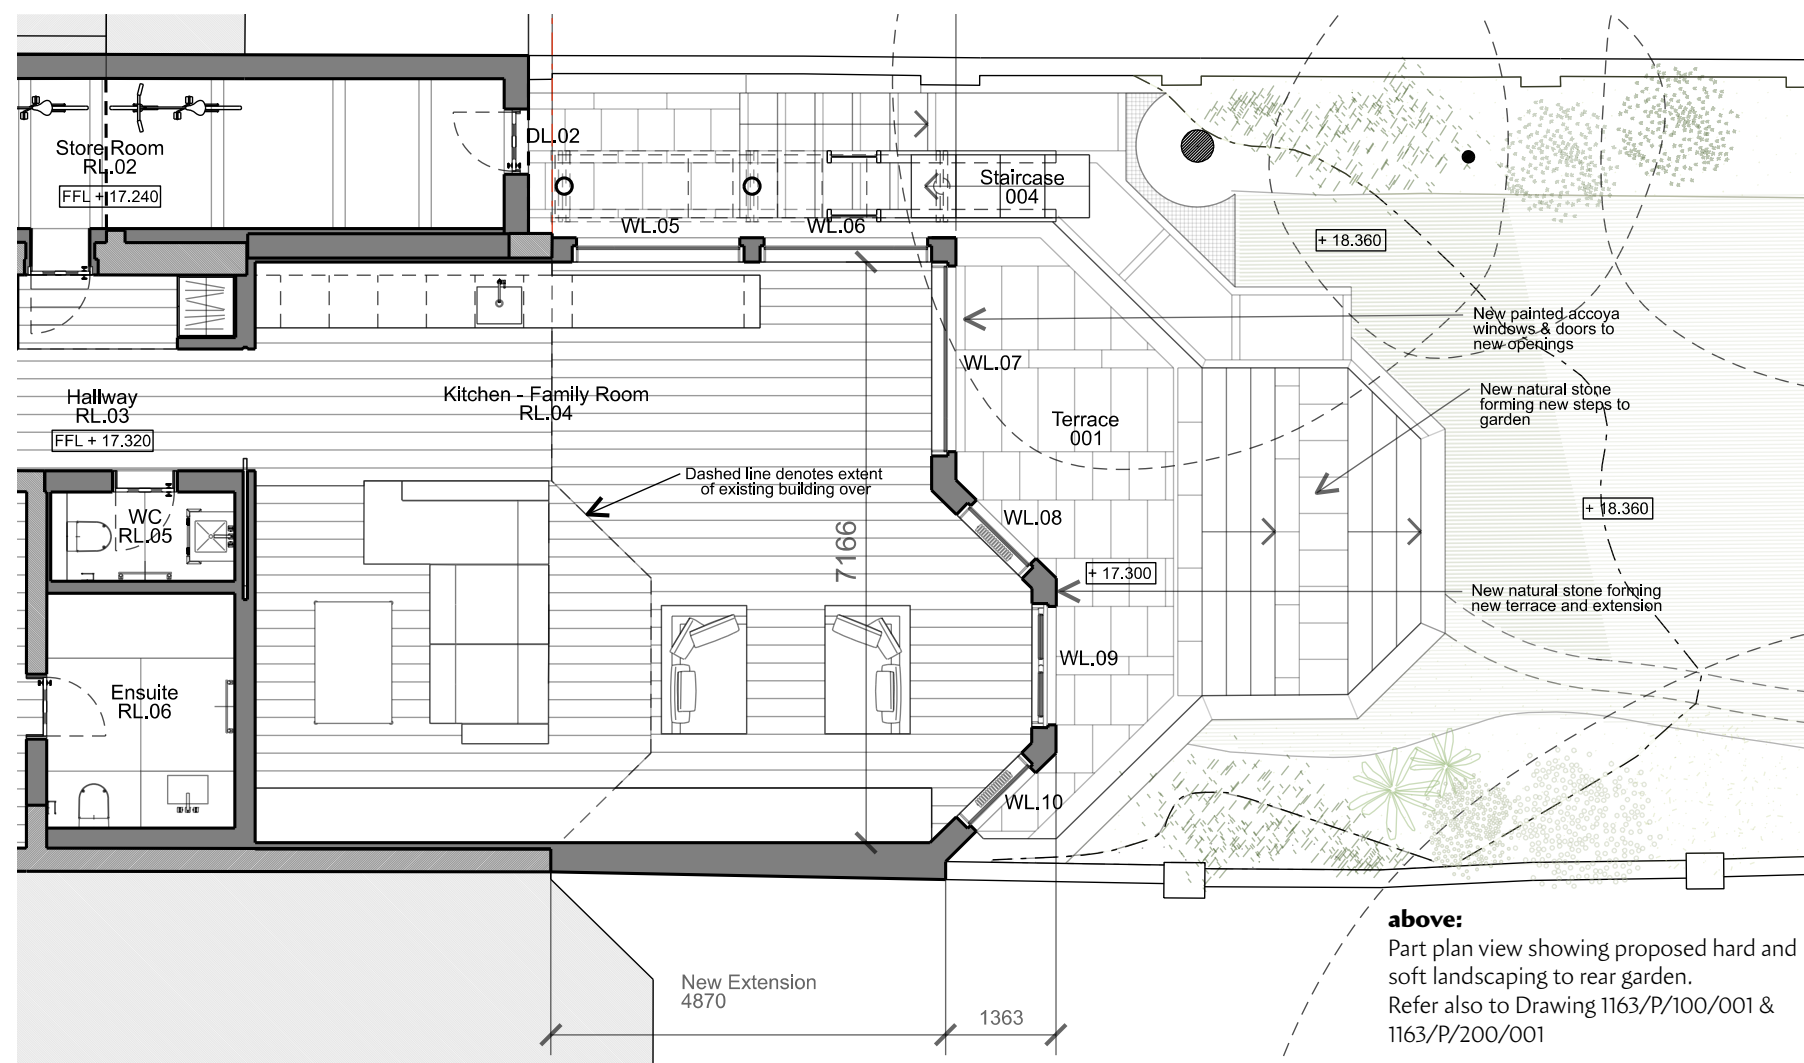 DL.02
Store Room
RL.02
FFL + 17.240
Staircase
004
WL.05
WL.06
+ 18.360
New painted accoya
windows & doors to
new openings
WL.07
Hallway
RL.03
FFL + 17.320
Kitchen - Family Room
RL.04
Terrace
001
New natural stone
forming new steps to
garden
Dashed line denotes extent
of existing building over
WC
RL.05
WL.08
+ 18.360
7166
+ 17.300
New natural stone forming
new terrace and extension
WL.09
Ensuite
RL.06
WL.10
New Extension
4870
1363
above:
Part plan view showing proposed hard and
soft landscaping to rear garden.
Refer also to Drawing 1163/P/100/001 &
1163/P/200/001